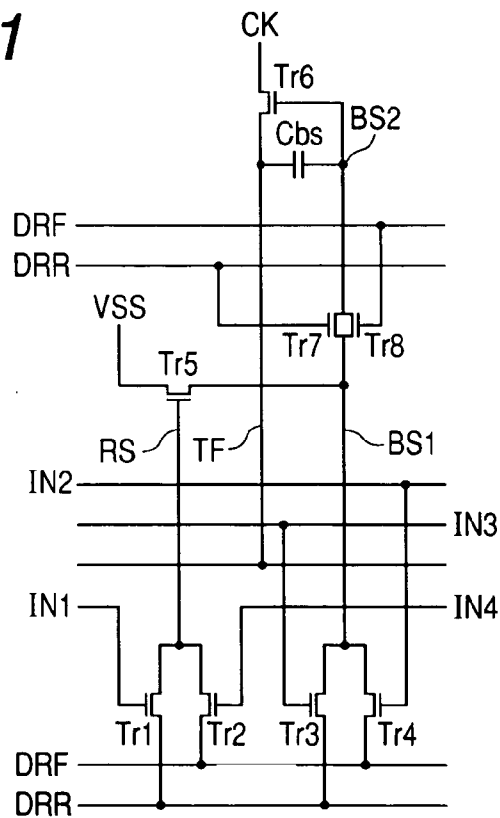 1
CK
Tr6
BS2
Cbs
DRF
DRR
VSS
Tr7 Tr8
Tr5
RS TF BS1
IN2
IN3
IN1 IN4
Tr1 Tr2 Tr3 Tr4
DRF
DRR